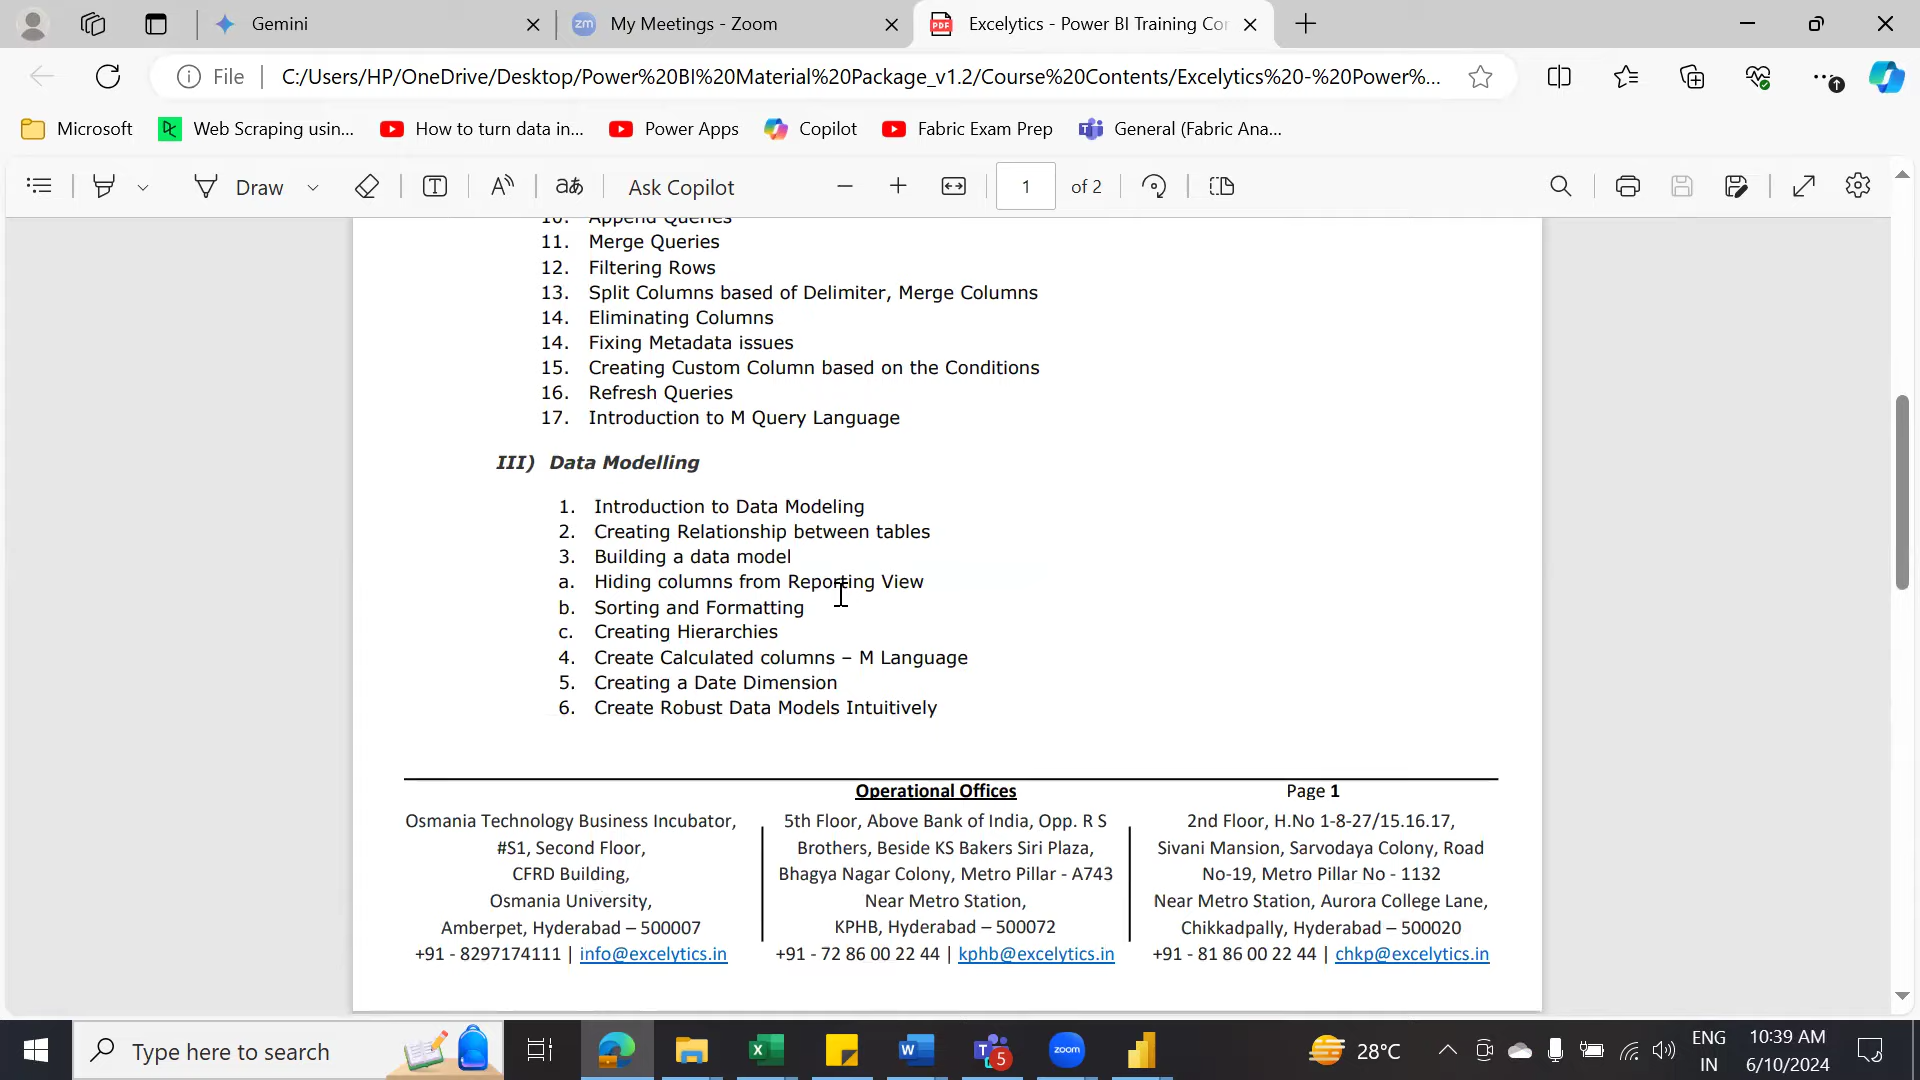 Gemini
zm My Meetings - Zoom
PDF Excelytics - Power BI Training Co
File
C:/Users/HP/OneDrive/Desktop/Power%20BI%20Material%20Package_v1.2/Course%20Contents/Excelytics%20-%20Power%...
Microsoft
Web Scraping usin...
How to turn data in...
Power Apps
Copilot
Fabric Exam Prep
General (Fabric Ana...
Draw
Ask Copilot
1 of 2
10. Append Queries
11. Merge Queries
12. Filtering Rows
13. Split Columns based of Delimiter, Merge Columns
14. Eliminating Columns
14. Fixing Metadata issues
15. Creating Custom Column based on the Conditions
16. Refresh Queries
17. Introduction to M Query Language
III) Data Modelling
1. Introduction to Data Modeling
2. Creating Relationship between tables
3. Building a data model
a. Hiding columns from Reporting View
b. Sorting and Formatting
c. Creating Hierarchies
4. Create Calculated columns – M Language
5. Creating a Date Dimension
6. Create Robust Data Models Intuitively
Operational Offices
Page 1
Osmania Technology Business Incubator,
#S1, Second Floor,
CFRD Building,
Osmania University,
Amberpet, Hyderabad – 500007
+91 - 8297174111 | info@excelytics.in
5th Floor, Above Bank of India, Opp. R S
Brothers, Beside KS Bakers Siri Plaza,
Bhagya Nagar Colony, Metro Pillar - A743
Near Metro Station,
KPHB, Hyderabad – 500072
+91 - 72 86 00 22 44 | kphb@excelytics.in
2nd Floor, H.No 1-8-27/15.16.17,
Sivani Mansion, Sarvodaya Colony, Road
No-19, Metro Pillar No - 1132
Near Metro Station, Aurora College Lane,
Chikkadpally, Hyderabad – 500020
+91 - 81 86 00 22 44 | chkp@excelytics.in
Type here to search
5
zoom
28°C
ENG
IN
10:39 AM
6/10/2024